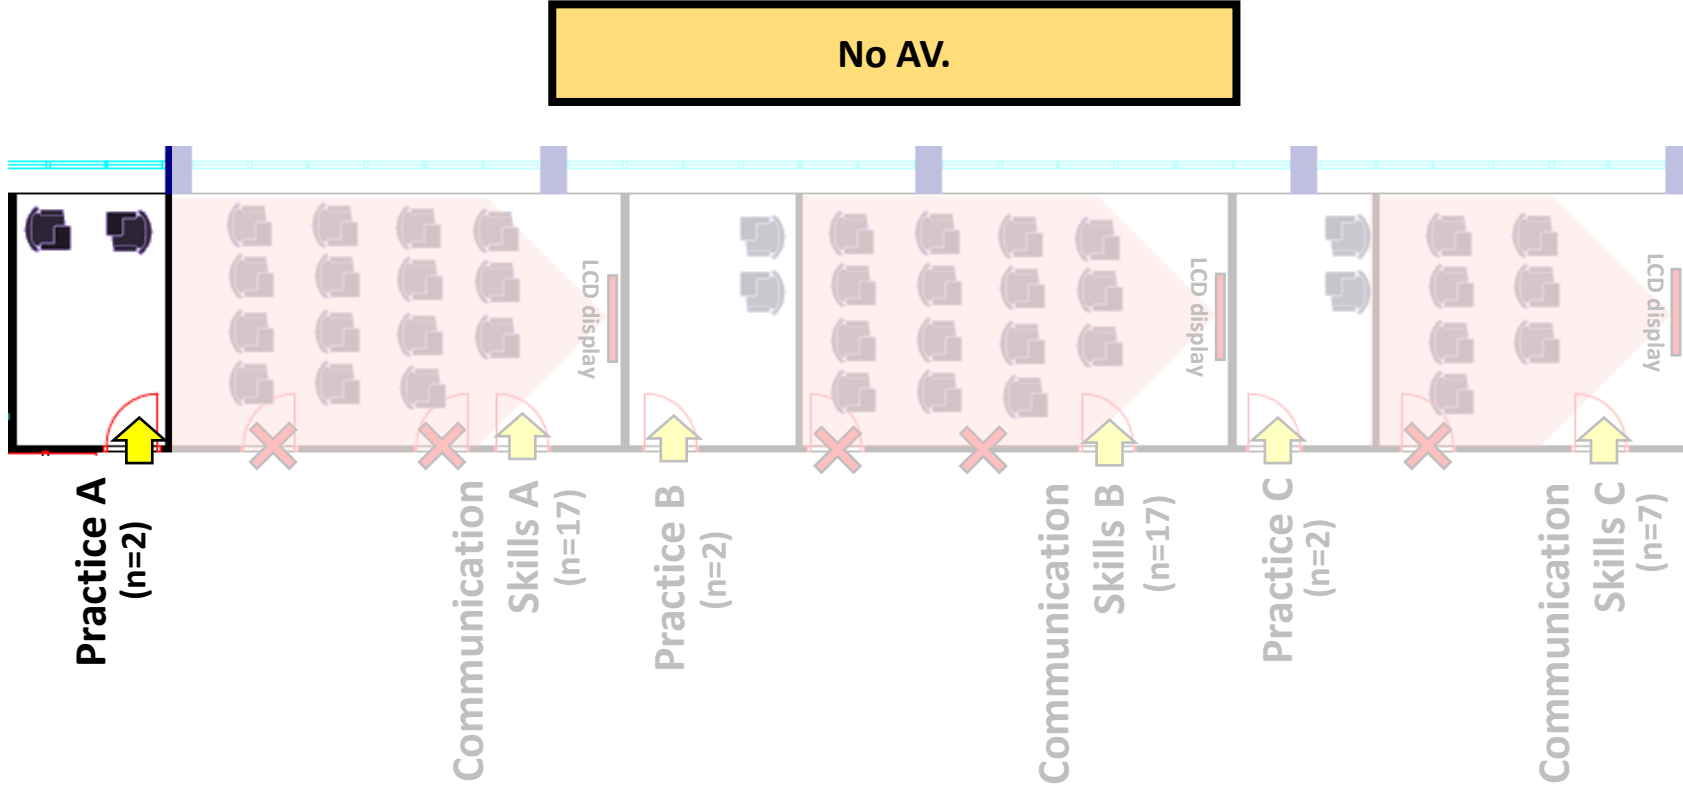 No AV.
LCD display
LCD display
LCD display
Practice A
(n=2)
Communication
Skills A
(n=17)
Practice B
(n=2)
Communication
Skills B
(n=17)
Practice C
(n=2)
Communication
Skills C
(n=7)